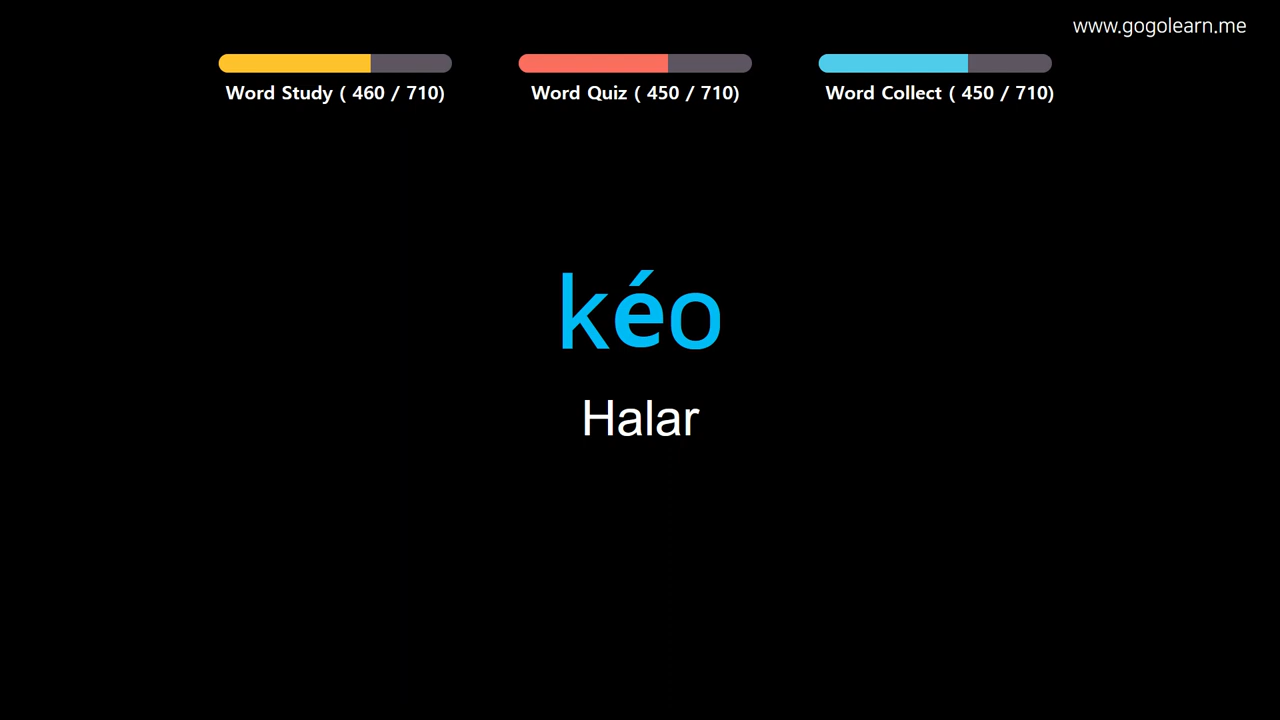 www.gogolearn.me
Word Study ( 460 / 710)
Word Quiz ( 450 / 710)
Word Collect ( 450 / 710)
kéo
Halar